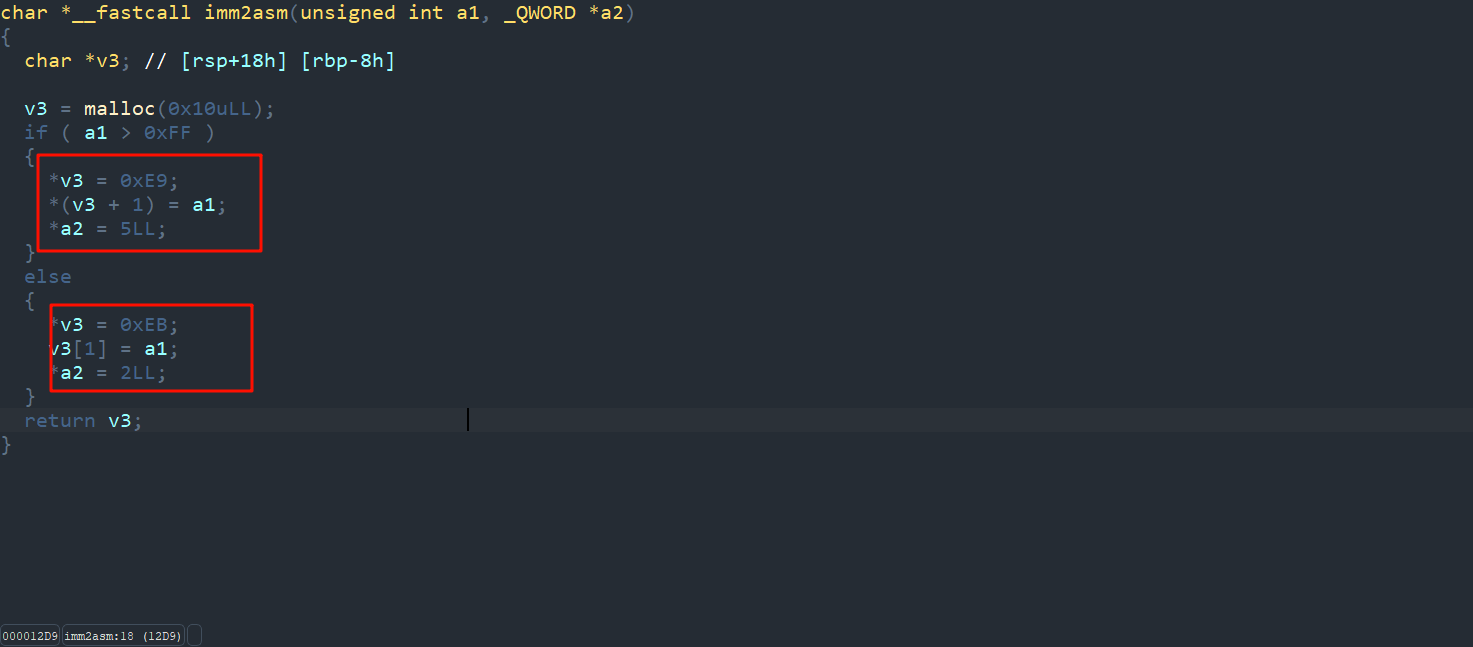 char *__fastcall imm2asm(unsigned int a1, _QWORD *a2)
{
  char *v3; // [rsp+18h] [rbp-8h]

  v3 = malloc(0x10uLL);
  if ( a1 > 0xFF )
  {
    *v3 = 0xE9;
    *(v3 + 1) = a1;
    *a2 = 5LL;
  }
  else
  {
    *v3 = 0xEB;
    v3[1] = a1;
    *a2 = 2LL;
  }
  return v3;
}
000012D9 imm2asm:18 (12D9)